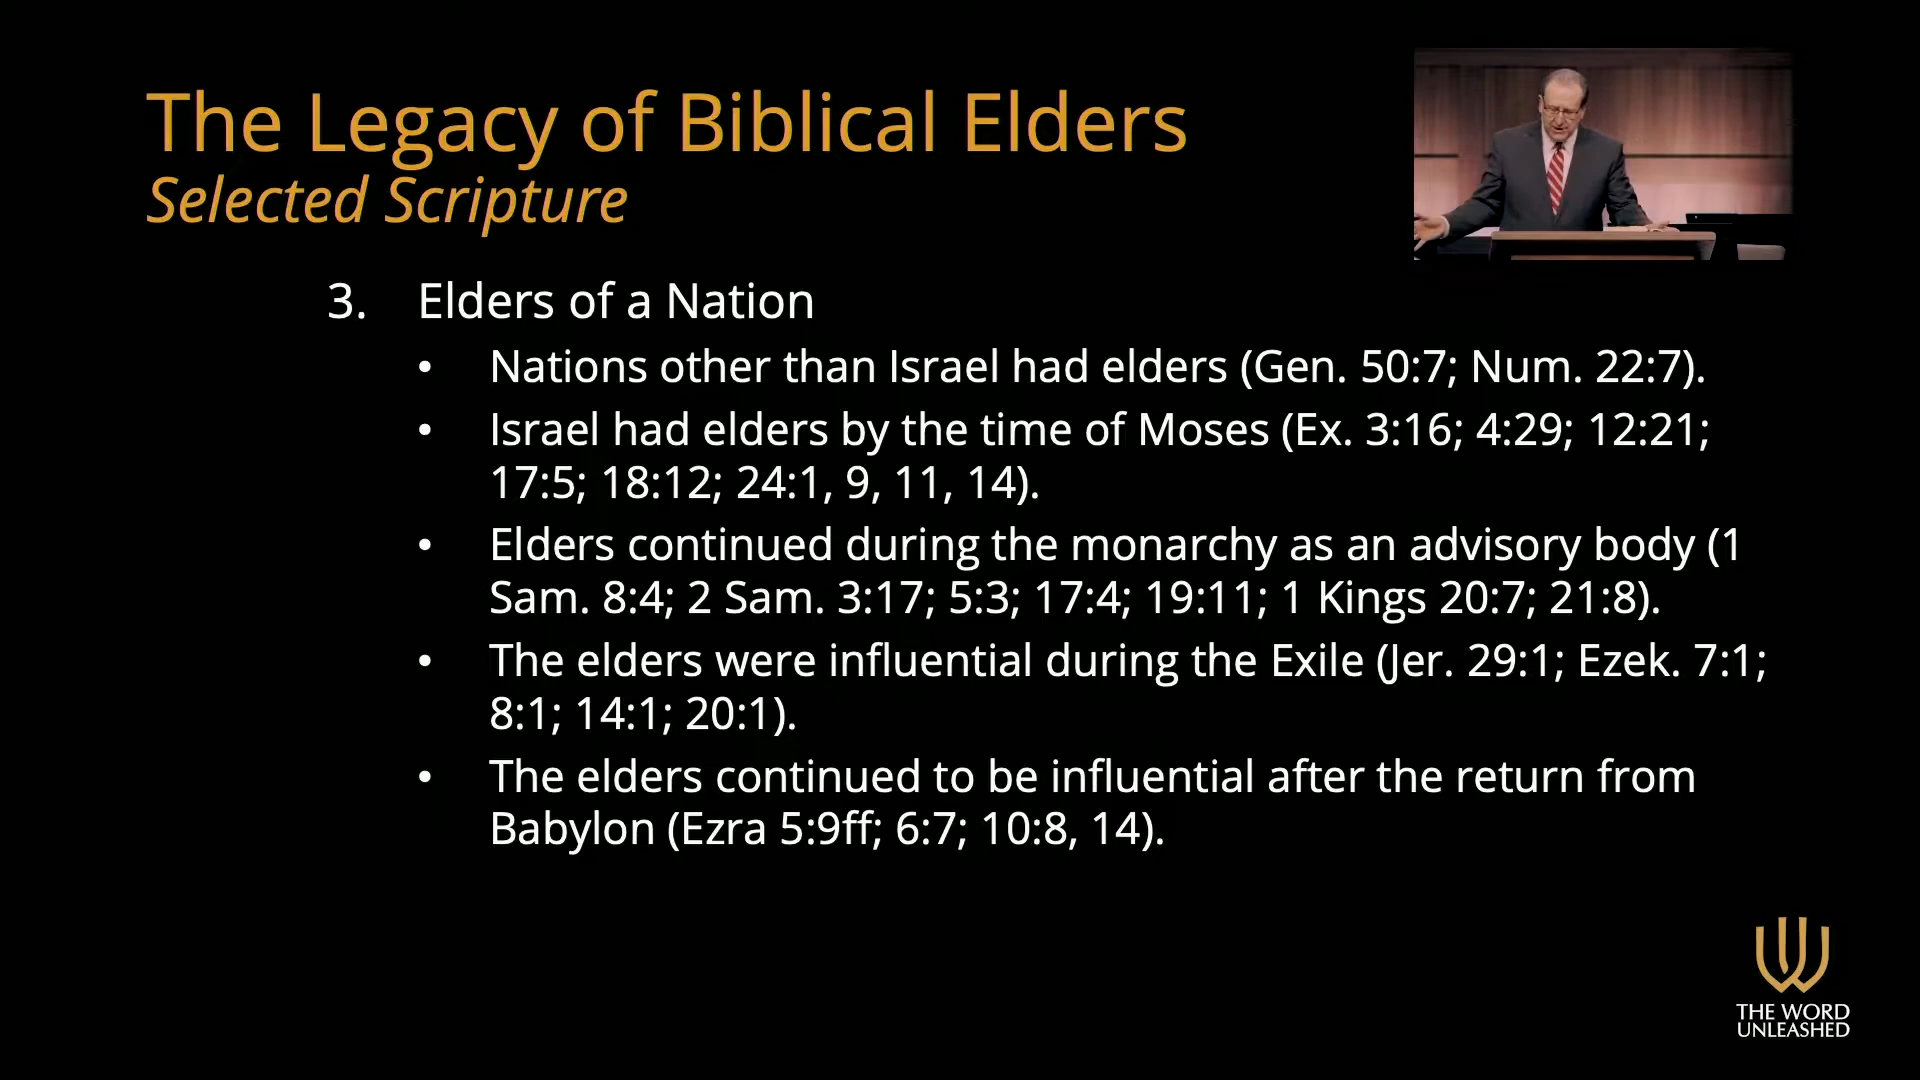 The Legacy of Biblical Elders
Selected Scripture
3. Elders of a Nation
• Nations other than Israel had elders (Gen. 50:7; Num. 22:7).
• Israel had elders by the time of Moses (Ex. 3:16; 4:29; 12:21;
17:5; 18:12; 24:1, 9, 11, 14).
• Elders continued during the monarchy as an advisory body (1
Sam. 8:4; 2 Sam. 3:17; 5:3; 17:4; 19:11; 1 Kings 20:7; 21:8).
• The elders were influential during the Exile (Jer. 29:1; Ezek. 7:1;
8:1; 14:1; 20:1).
• The elders continued to be influential after the return from
Babylon (Ezra 5:9ff; 6:7; 10:8, 14).
THE WORD
UNLEASHED